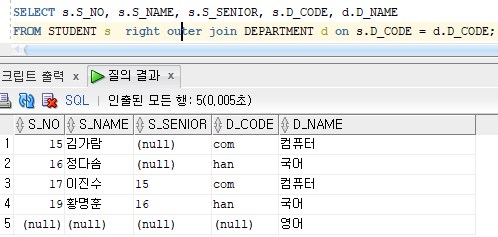 SELECT s.S_NO, s.S_NAME, s.S_SENIOR, s.D_CODE, d.D_NAME
FROM STUDENT s right outer join DEPARTMENT d on s.D_CODE = d.D_CODE;
크립트 출력 × 질의 결과 ×
SQL | 인출된 모든 행: 5(0,005초)
S_NO S_NAME S_SENIOR D_CODE D_NAME
1 15 김가람 (null) com 컴퓨터
2 16 정다솜 (null) han 국어
3 17 이진수 15 com 컴퓨터
4 19 황명훈 16 han 국어
5 (null) (null) (null) (null) 영어